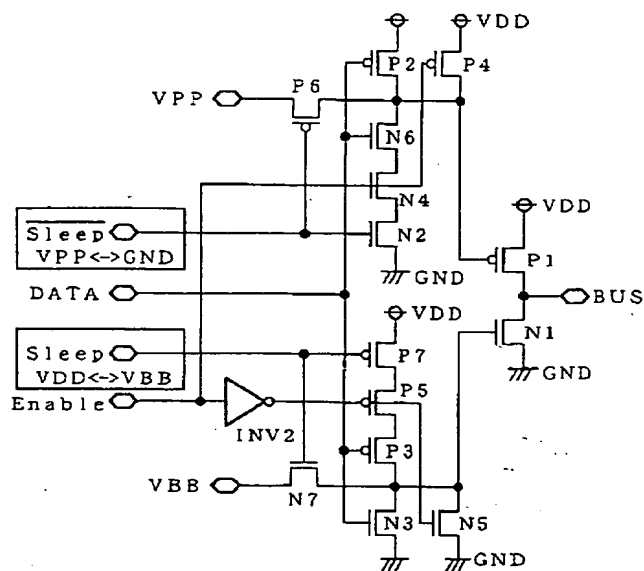 VDD
P2
P4
P6
VPP
N6
N4
Sleep
VPP<->GND
N2
GND
VDD
P1
DATA
BUS
VDD
N1
Sleep
VDD<->VBB
P7
GND
Enable
P5
INV2
P3
VBB
N7
N3
N5
GND